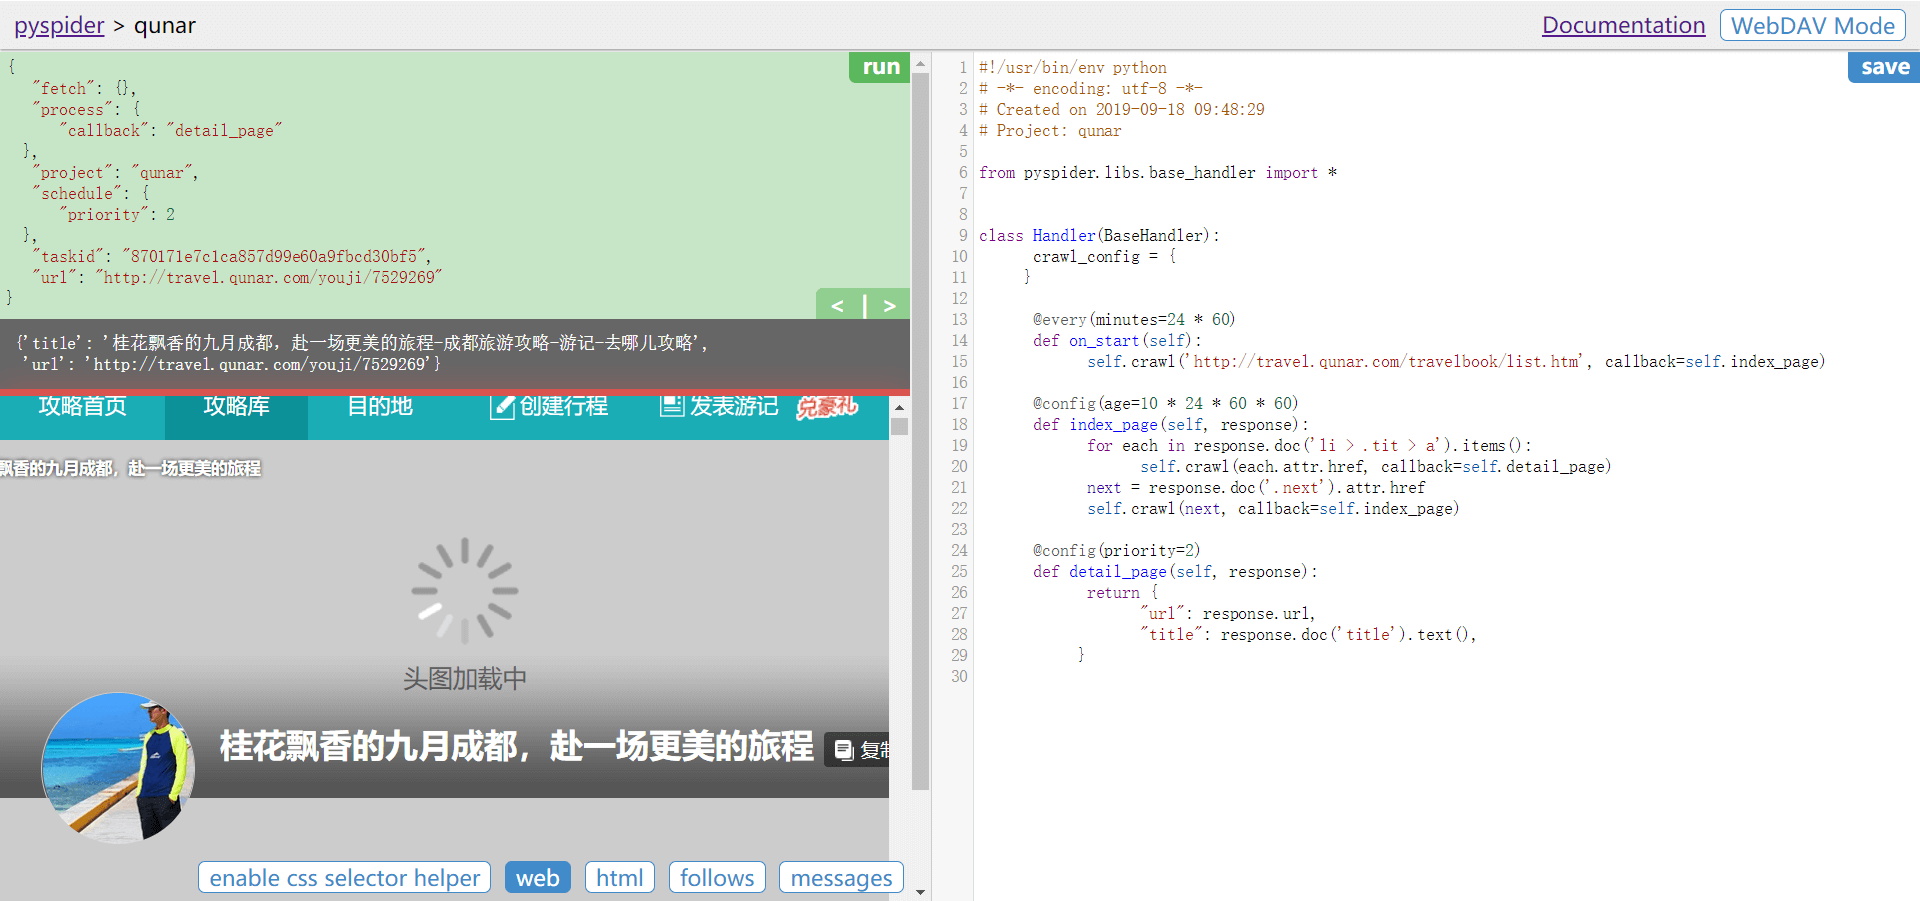 pyspider > qunar
Documentation
WebDAV Mode
run
{
"fetch": {},
"process": {
"callback": "detail_page"
},
"project": "qunar",
"schedule": {
"priority": 2
},
"taskid": "870171e7c1ca857d99e60a9fbcd30bf5",
"url": "http://travel.qunar.com/youji/7529269"
}
< | >
{'title': '桂花飘香的九月成都，赴一场更美的旅程-成都旅游攻略-游记-去哪儿攻略',
'url': 'http://travel.qunar.com/youji/7529269'}
攻略首页 攻略库 目的地 创建行程 发表游记 兑豪礼
飘香的九月成都，赴一场更美的旅程
头图加载中
桂花飘香的九月成都，赴一场更美的旅程
复制
enable css selector helper
web
html
follows
messages
save
1 #!/usr/bin/env python
2 # -*- encoding: utf-8 -*-
3 # Created on 2019-09-18 09:48:29
4 # Project: qunar
5
6 from pyspider.libs.base_handler import *
7
8
9 class Handler(BaseHandler):
10 crawl_config = {
11 }
12
13 @every(minutes=24 * 60)
14 def on_start(self):
15 self.crawl('http://travel.qunar.com/travelbook/list.htm', callback=self.index_page)
16
17 @config(age=10 * 24 * 60 * 60)
18 def index_page(self, response):
19 for each in response.doc('li > .tit > a').items():
20 self.crawl(each.attr.href, callback=self.detail_page)
21 next = response.doc('.next').attr.href
22 self.crawl(next, callback=self.index_page)
23
24 @config(priority=2)
25 def detail_page(self, response):
26 return {
27 "url": response.url,
28 "title": response.doc('title').text(),
29 }
30